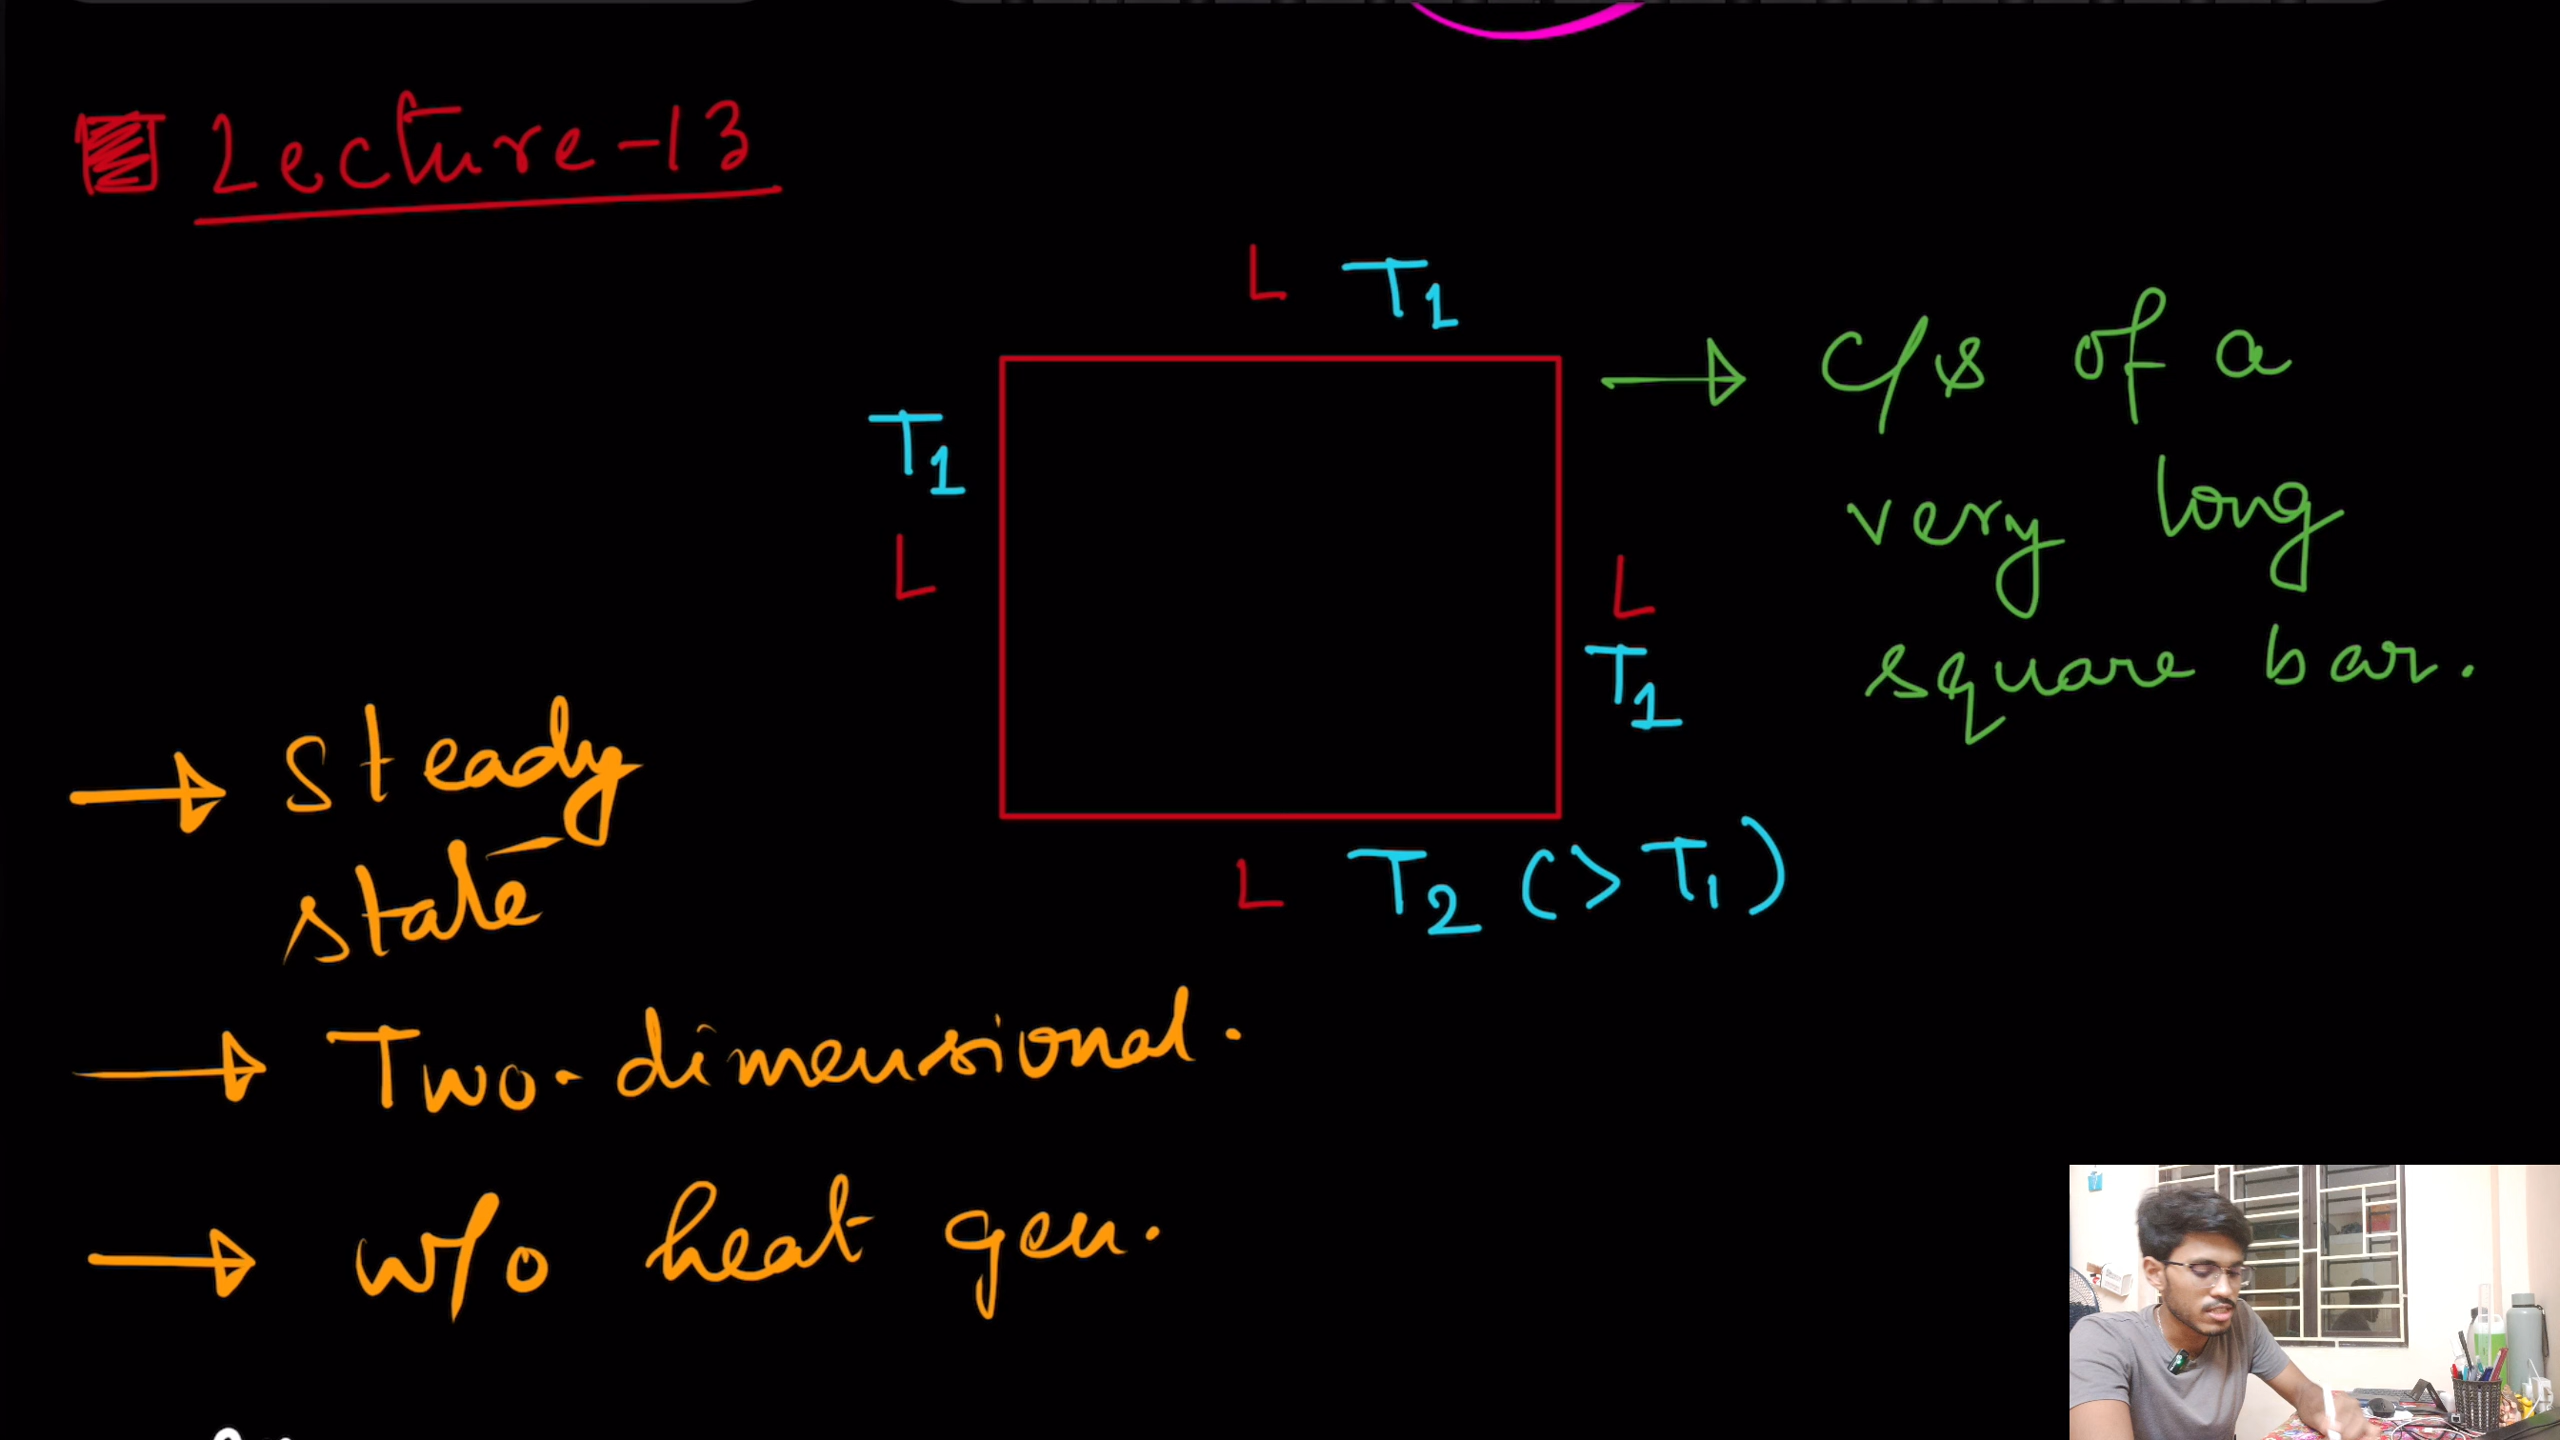 Lecture-13
L T1
T1
L
L
T1
L T2 (> T1)
→ c/s of a
very long
square bar.
→ steady
state
→ Two-dimensional.
→ w/o heat gen.